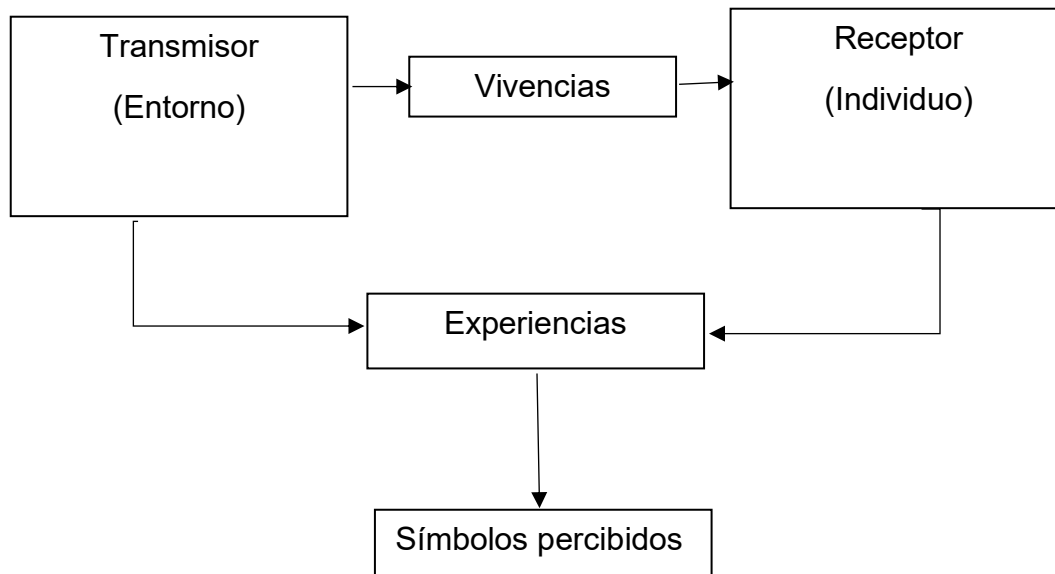 Transmisor
(Entorno)
Vivencias
Receptor
(Individuo)
Experiencias
Símbolos percibidos